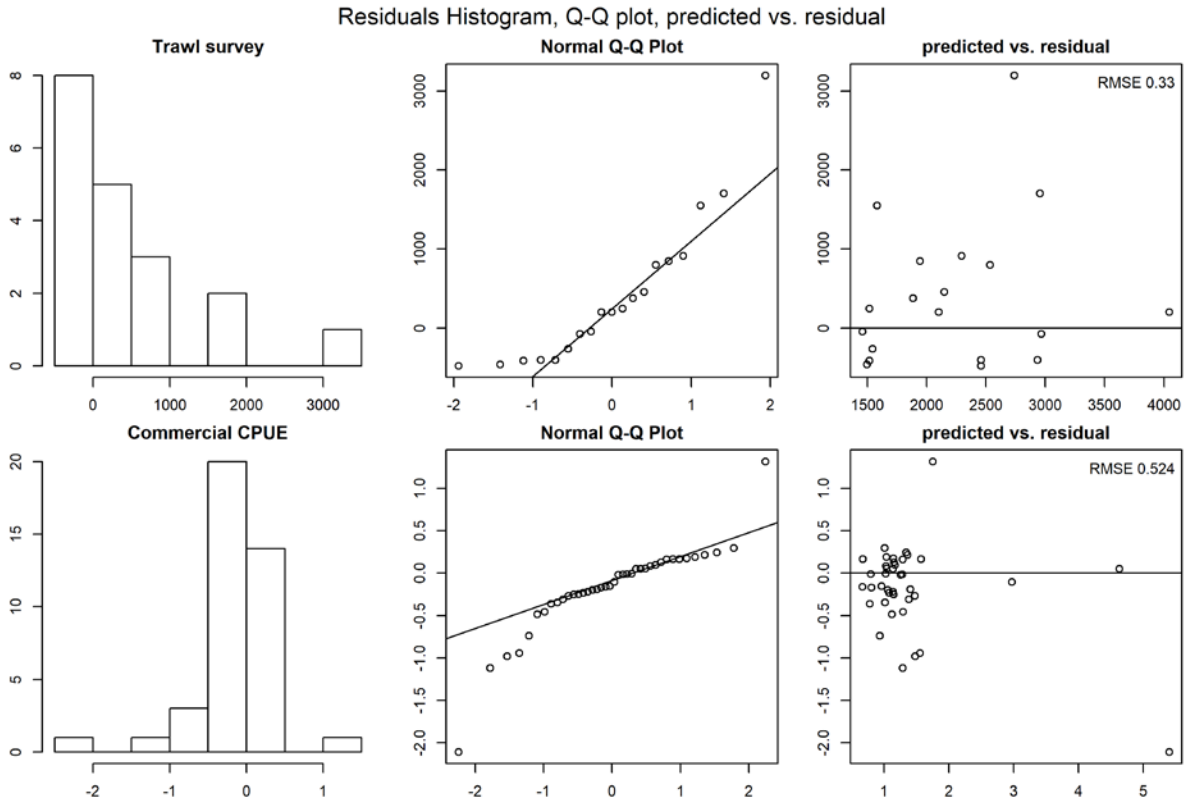 Residuals Histogram, Q-Q plot, predicted vs. residual
Trawl survey
Normal Q-Q Plot
predicted vs. residual
8
6
4
2
0
0 1000 2000 3000
3000
2000
1000
0
-2 -1 0 1 2
RMSE 0.33
3000
2000
1000
0
1500 2000 2500 3000 3500 4000
Commercial CPUE
Normal Q-Q Plot
predicted vs. residual
20
15
10
5
0
-2 -1 0 1
1.0
0.5
0.0
-0.5
-1.0
-1.5
-2.0
-2 -1 0 1 2
RMSE 0.524
1.0
0.5
0.0
-0.5
-1.0
-1.5
-2.0
1 2 3 4 5